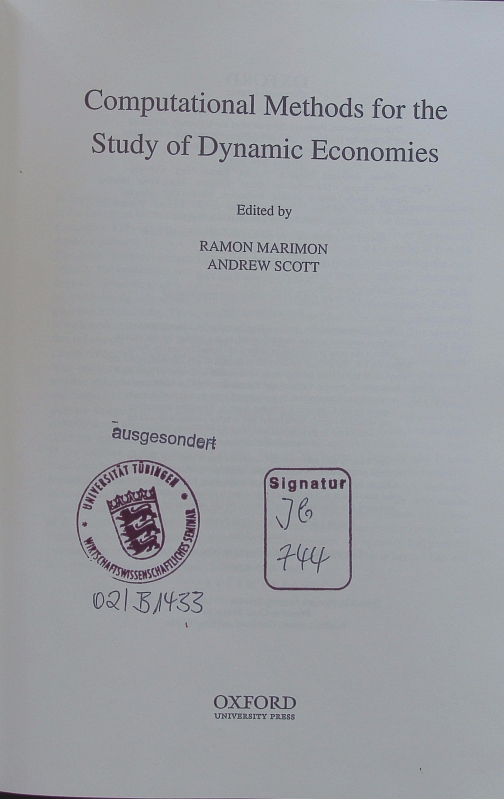 Computational Methods for the
Study of Dynamic Economies
Edited by
RAMON MARIMON
ANDREW SCOTT
ausgesondert
UNIVERSITÄT TÜBINGEN
WIRTSCHAFTSWISSENSCHAFTLICHES SEMINAR
Signatur
744
02/B1433
OXFORD
UNIVERSITY PRESS